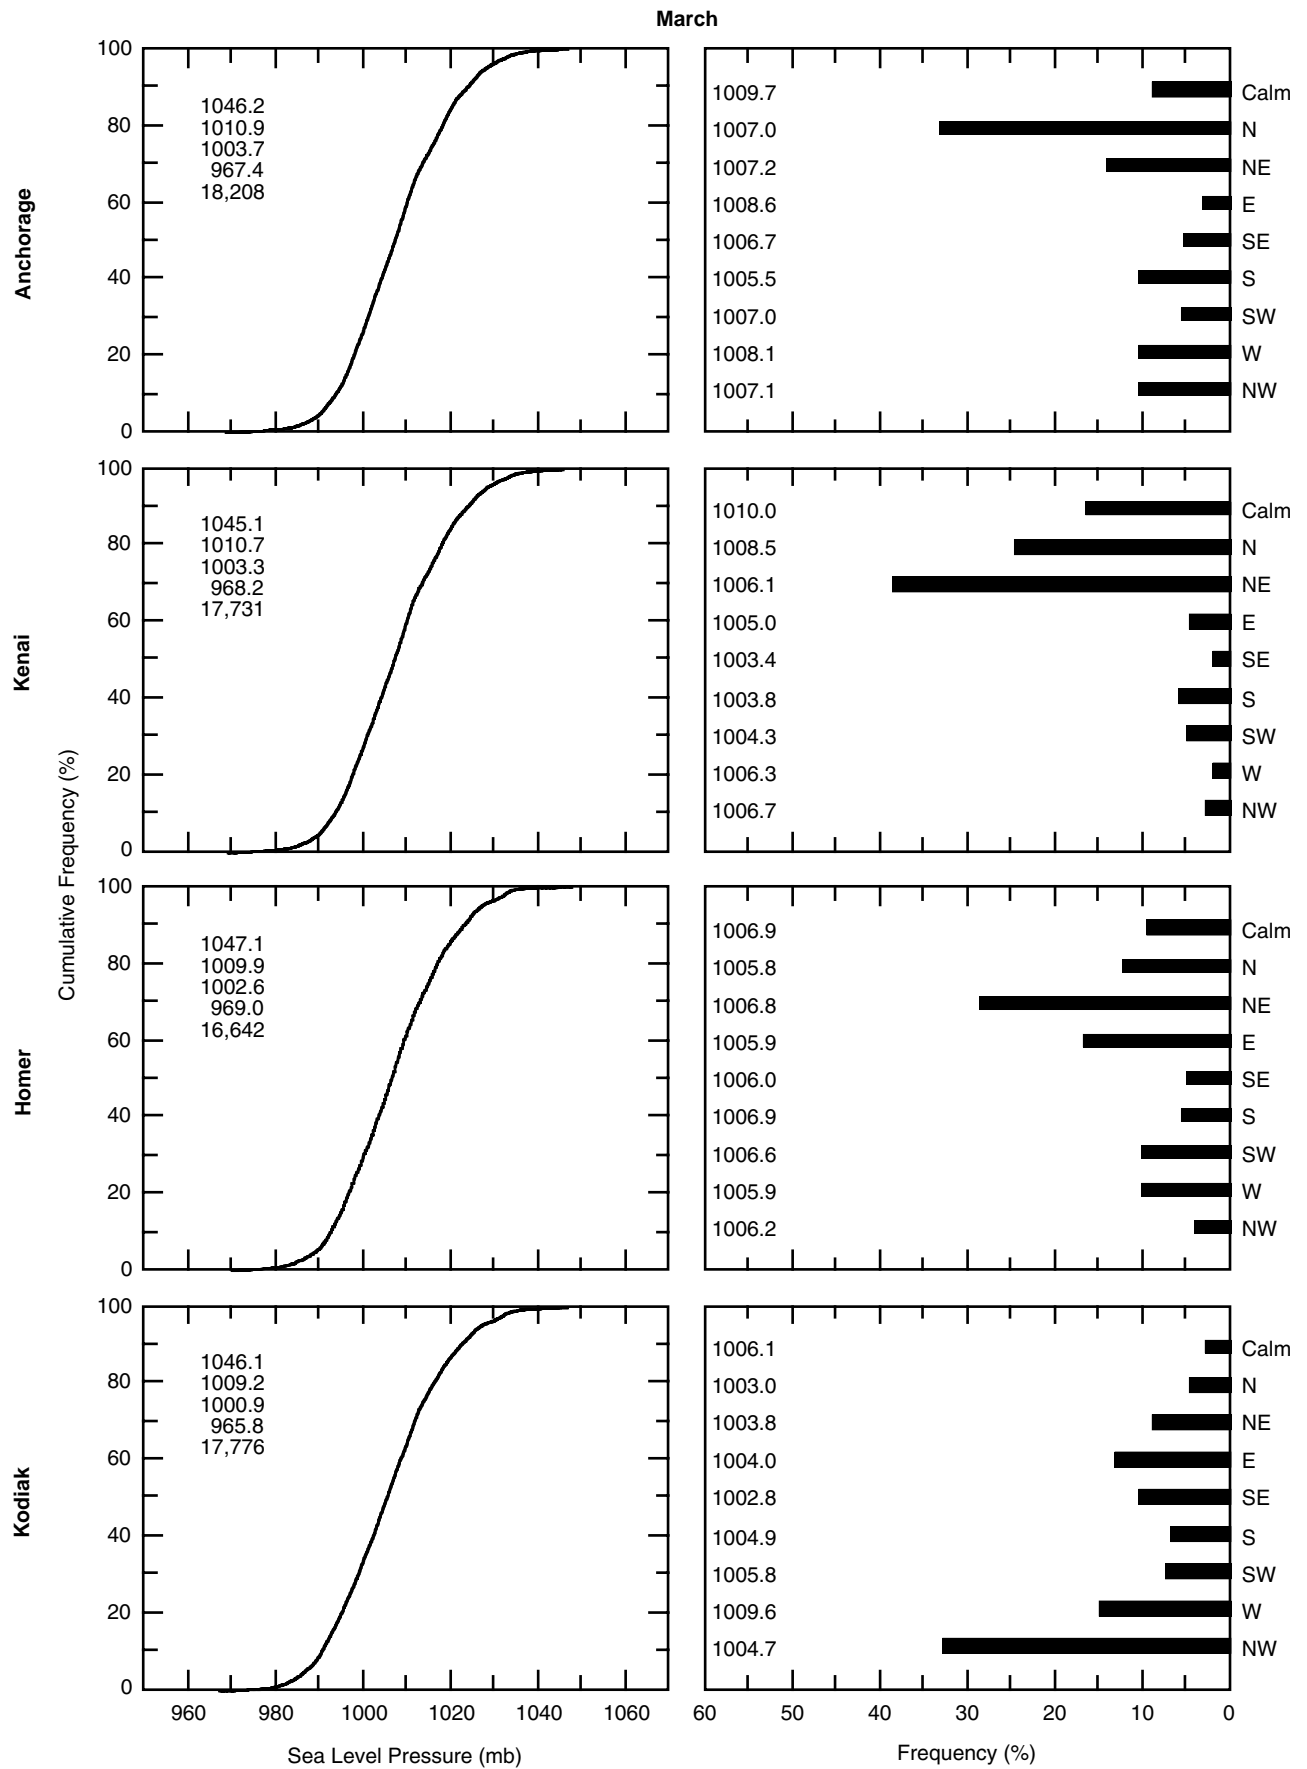 March
Anchorage
100
80
60
40
20
0
1046.2
1010.9
1003.7
967.4
18,208
1009.7 Calm
1007.0 N
1007.2 NE
1008.6 E
1006.7 SE
1005.5 S
1007.0 SW
1008.1 W
1007.1 NW
Kenai
100
80
60
40
20
0
1045.1
1010.7
1003.3
968.2
17,731
1010.0 Calm
1008.5 N
1006.1 NE
1005.0 E
1003.4 SE
1003.8 S
1004.3 SW
1006.3 W
1006.7 NW
Cumulative Frequency (%)
Homer
100
80
60
40
20
0
1047.1
1009.9
1002.6
969.0
16,642
1006.9 Calm
1005.8 N
1006.8 NE
1005.9 E
1006.0 SE
1006.9 S
1006.6 SW
1005.9 W
1006.2 NW
Kodiak
100
80
60
40
20
0
1046.1
1009.2
1000.9
965.8
17,776
1006.1 Calm
1003.0 N
1003.8 NE
1004.0 E
1002.8 SE
1004.9 S
1005.8 SW
1009.6 W
1004.7 NW
960 980 1000 1020 1040 1060
60 50 40 30 20 10 0
Sea Level Pressure (mb)
Frequency (%)